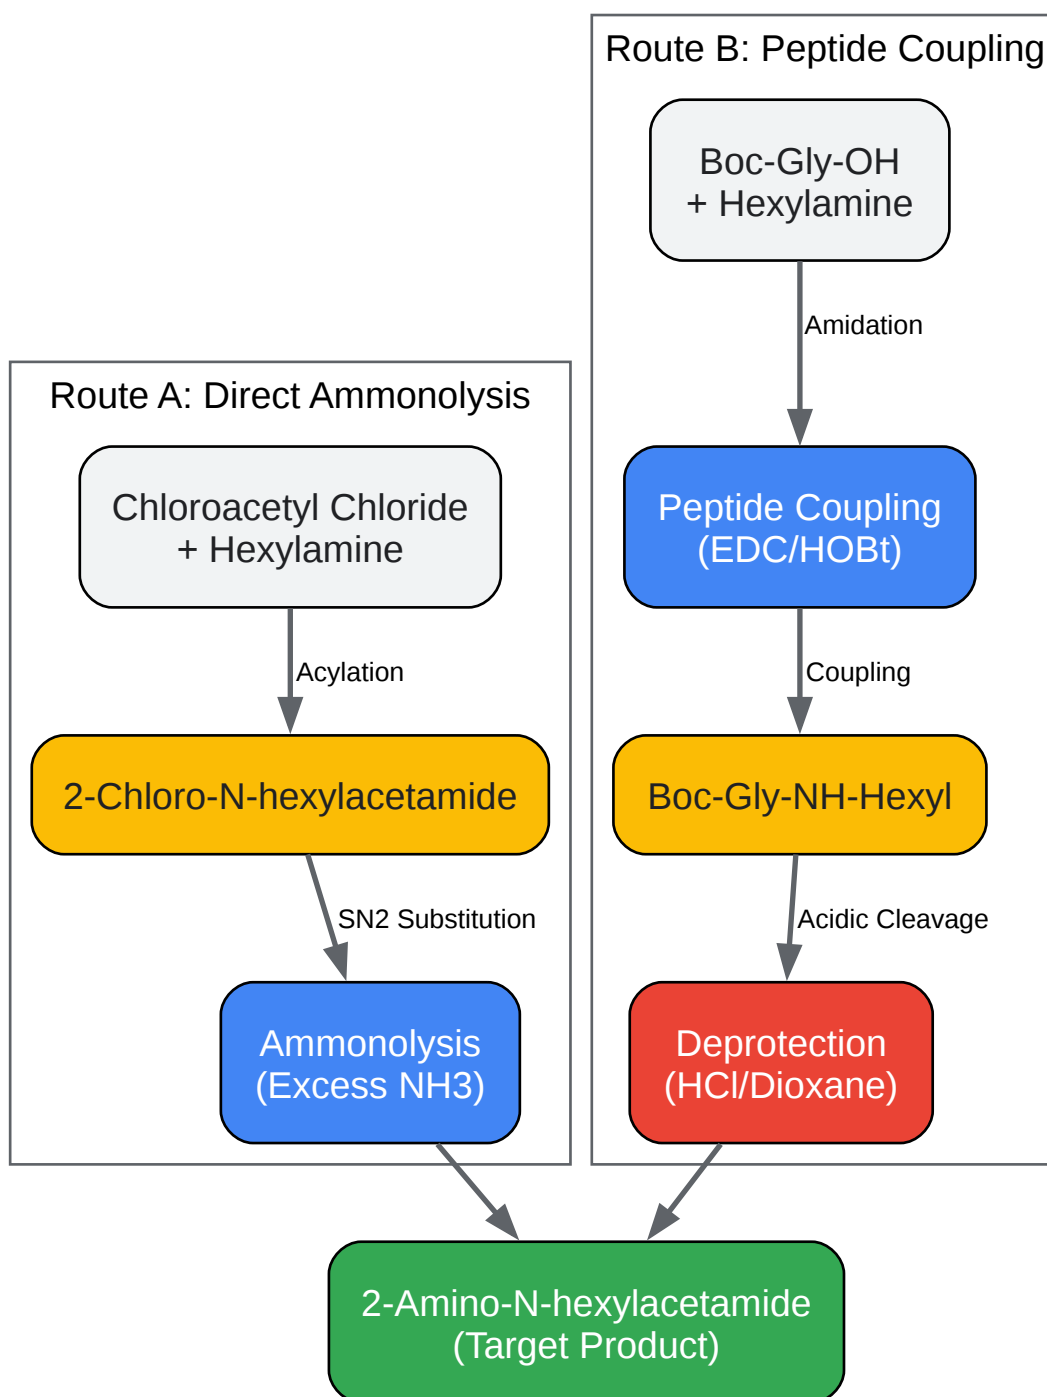 Route B: Peptide Coupling
Boc-Gly-OH
+ Hexylamine
Amidation
Route A: Direct Ammonolysis
Chloroacetyl Chloride
+ Hexylamine
Peptide Coupling
(EDC/HOBt)
Acylation
Coupling
2-Chloro-N-hexylacetamide
Boc-Gly-NH-Hexyl
SN2 Substitution
Acidic Cleavage
Ammonolysis
(Excess NH3)
Deprotection
(HCl/Dioxane)
2-Amino-N-hexylacetamide
(Target Product)